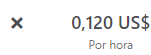 × 0,120 US$
Por hora